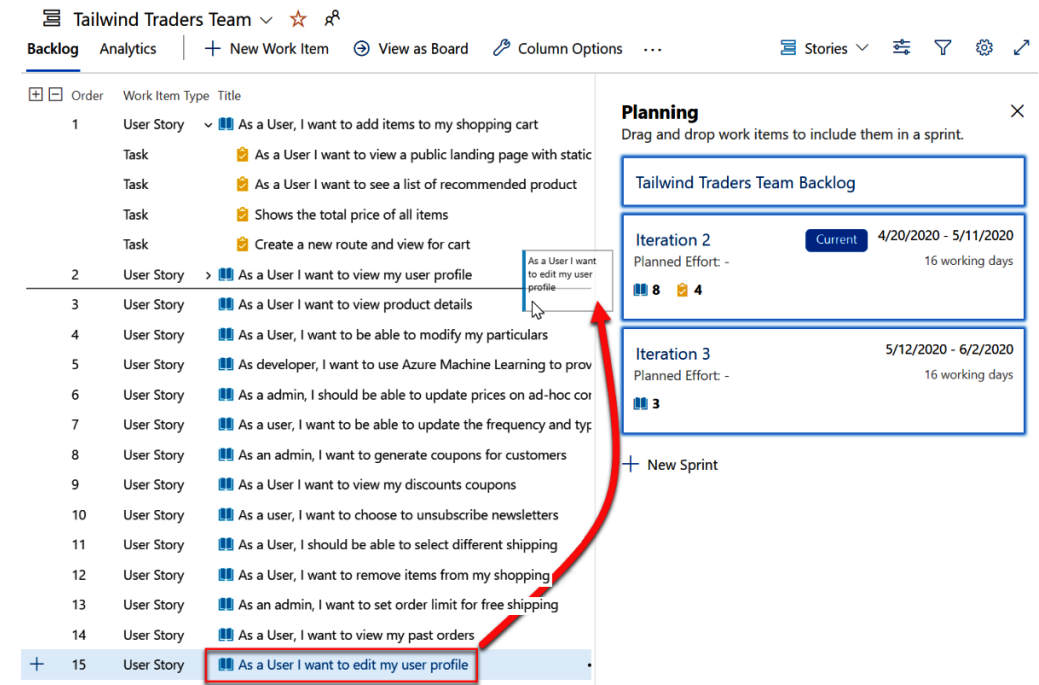 Tailwind Traders Team
Backlog Analytics New Work Item View as Board Column Options ... Stories
Order Work Item Type Title
1 User Story As a User, I want to add items to my shopping cart
Task As a User I want to view a public landing page with static
Task As a User I want to see a list of recommended product
Task Shows the total price of all items
Task Create a new route and view for cart
2 User Story As a User I want to view my user profile
3 User Story As a User I want to view product details
4 User Story As a User, I want to be able to modify my particulars
5 User Story As developer, I want to use Azure Machine Learning to prov
6 User Story As a admin, I should be able to update prices on ad-hoc cor
7 User Story As a user, I want to be able to update the frequency and typ
8 User Story As an admin, I want to generate coupons for customers
9 User Story As a User I want to view my discounts coupons
10 User Story As a user, I want to choose to unsubscribe newsletters
11 User Story As a User, I should be able to select different shipping
12 User Story As a User, I want to remove items from my shopping
13 User Story As an admin, I want to set order limit for free shipping
14 User Story As a User, I want to view my past orders
15 User Story As a User I want to edit my user profile
As a User I want
to edit my user
profile
Planning
Drag and drop work items to include them in a sprint.
Tailwind Traders Team Backlog
Iteration 2 Current 4/20/2020 - 5/11/2020
Planned Effort: - 16 working days
8 4
Iteration 3 5/12/2020 - 6/2/2020
Planned Effort: - 16 working days
3
New Sprint